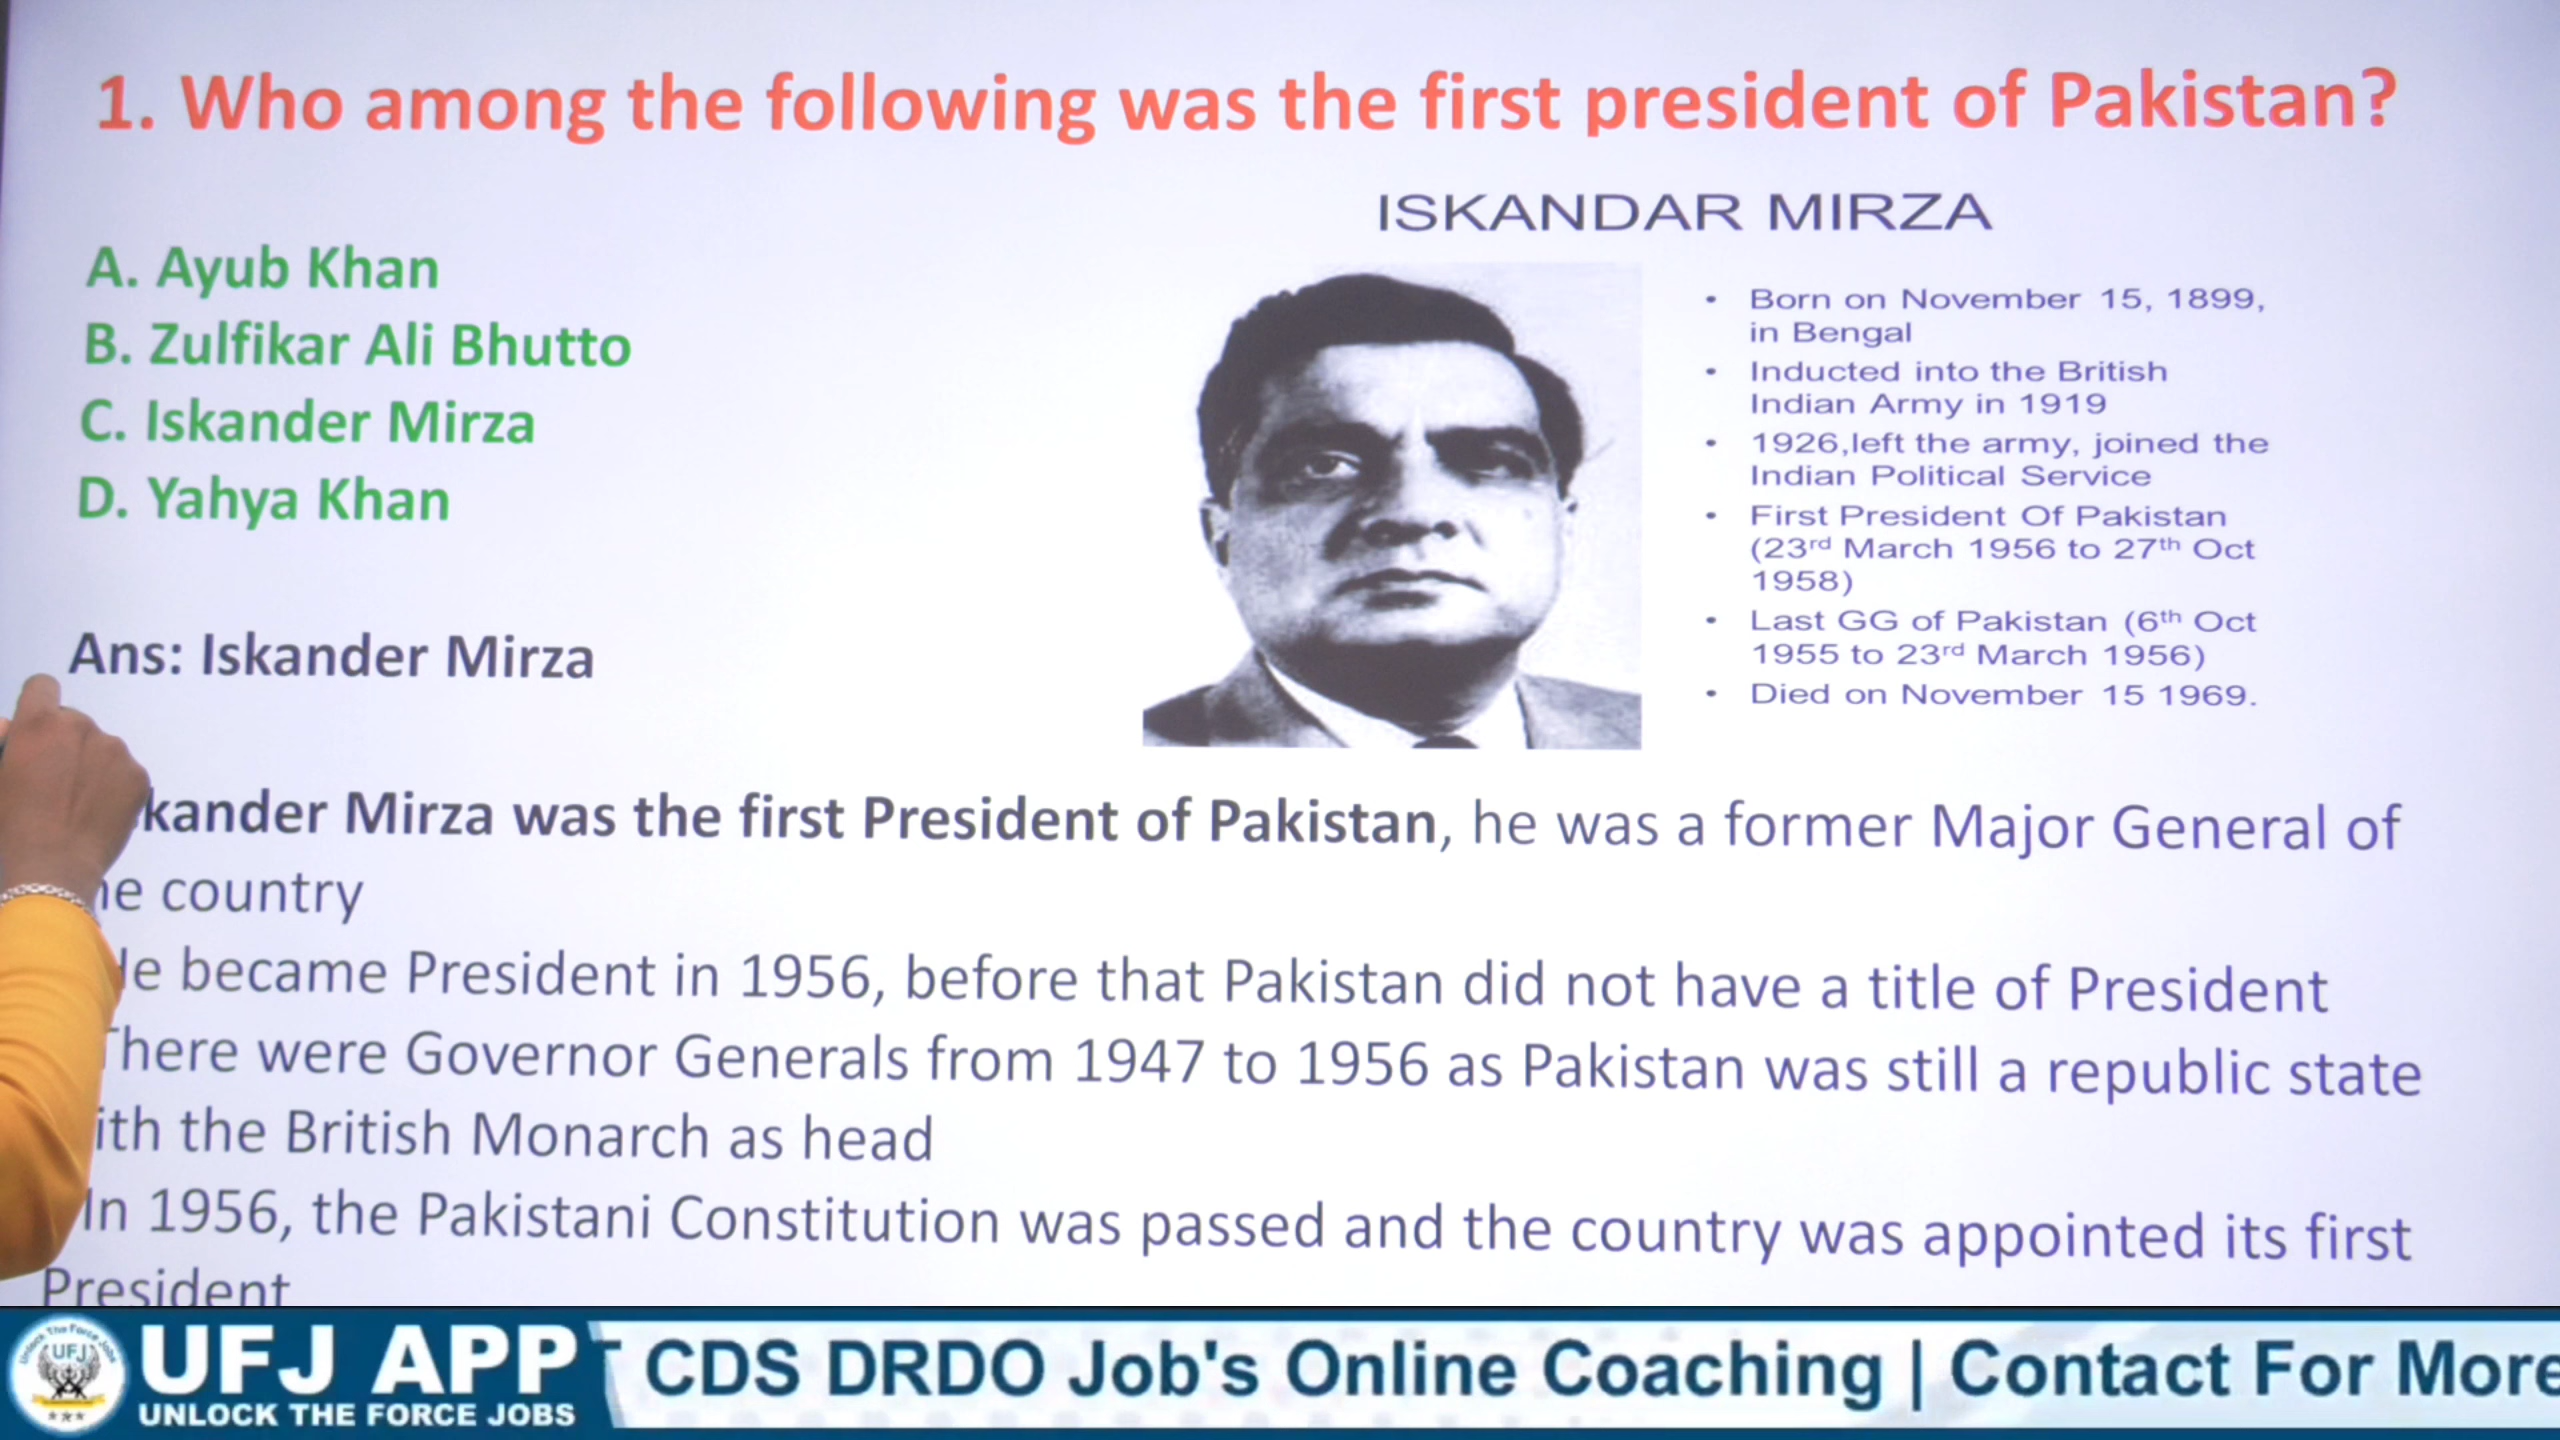 1. Who among the following was the first president of Pakistan?
ISKANDAR MIRZA
A. Ayub Khan
B. Zulfikar Ali Bhutto
C. Iskander Mirza
D. Yahya Khan
Ans: Iskander Mirza
• Born on November 15, 1899,
in Bengal
• Inducted into the British
Indian Army in 1919
• 1926,left the army, joined the
Indian Political Service
• First President Of Pakistan
(23rd March 1956 to 27th Oct
1958)
• Last GG of Pakistan (6th Oct
1955 to 23rd March 1956)
• Died on November 15 1969.
kander Mirza was the first President of Pakistan, he was a former Major General of
he country
He became President in 1956, before that Pakistan did not have a title of President
There were Governor Generals from 1947 to 1956 as Pakistan was still a republic state
ith the British Monarch as head
In 1956, the Pakistani Constitution was passed and the country was appointed its first
President
Unlock The Force Jobs
UFJ
UFJ APP
UNLOCK THE FORCE JOBS
CDS DRDO Job's Online Coaching | Contact For More